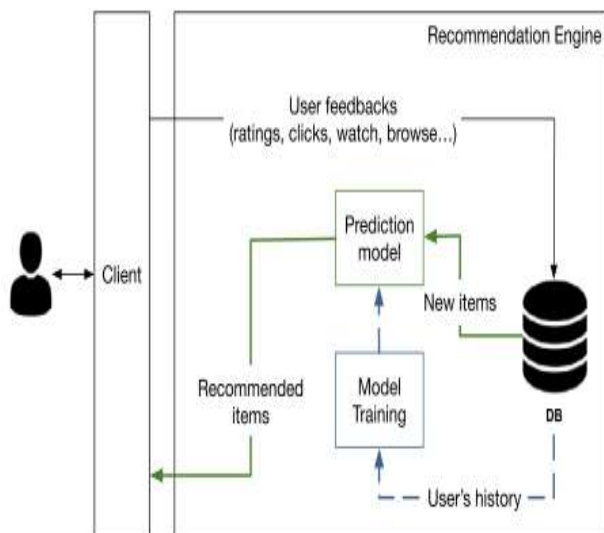 Recommendation Engine
User feedbacks
(ratings, clicks, watch, browse...)
Prediction
model
Client
New items
Recommended
items
Model
Training
DB
User's history